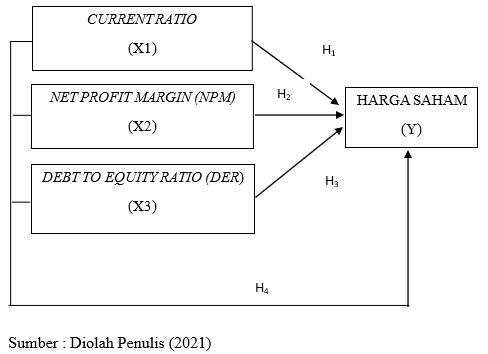 CURRENT RATIO
(X1)
H1
NET PROFIT MARGIN (NPM)
(X2)
H2
HARGA SAHAM
(Y)
DEBT TO EQUITY RATIO (DER)
(X3)
H3
H4
Sumber : Diolah Penulis (2021)